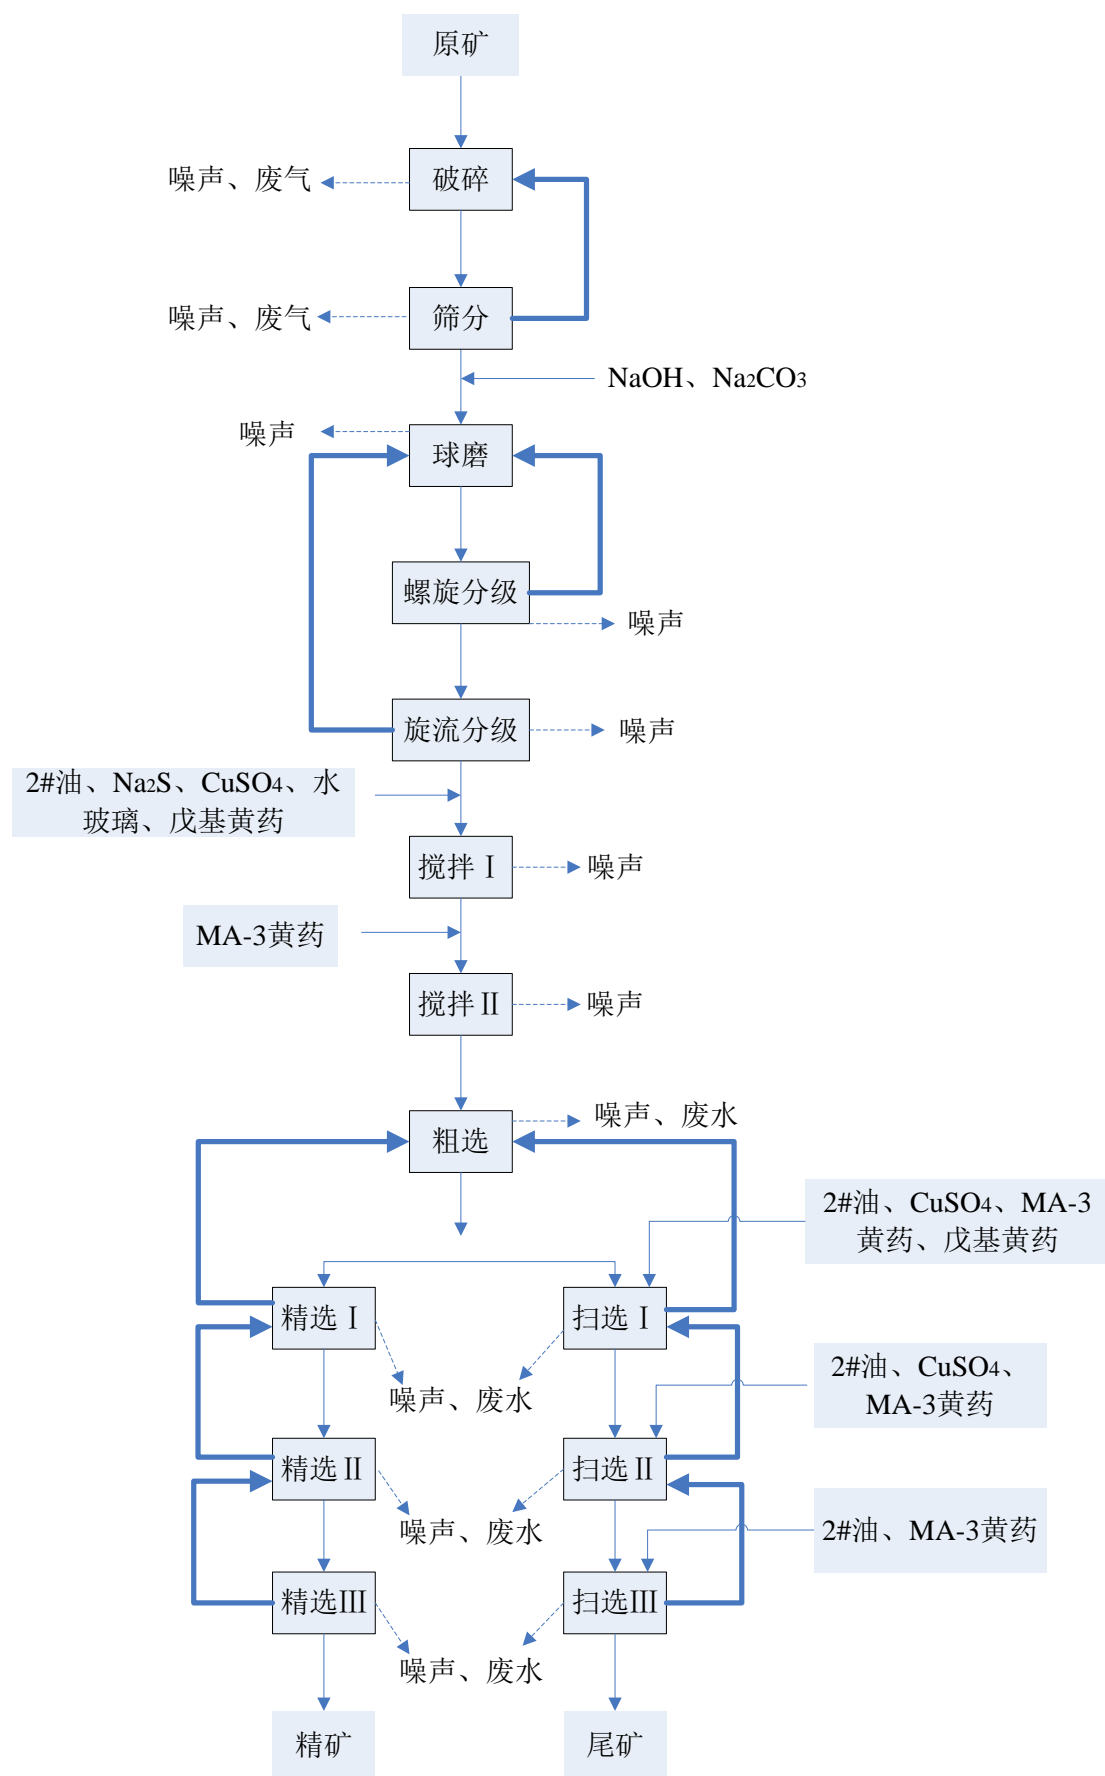 原矿
噪声、废气
破碎
噪声、废气
筛分
NaOH、Na₂CO₃
噪声
球磨
螺旋分级
噪声
旋流分级
噪声
2#油、Na₂S、CuSO₄、水
玻璃、戊基黄药
搅拌Ⅰ
噪声
MA-3黄药
搅拌Ⅱ
噪声
噪声、废水
粗选
2#油、CuSO₄、MA-3
黄药、戊基黄药
精选Ⅰ
扫选Ⅰ
2#油、CuSO₄、
MA-3黄药
噪声、废水
精选Ⅱ
扫选Ⅱ
噪声、废水
2#油、MA-3黄药
精选Ⅲ
扫选Ⅲ
噪声、废水
精矿
尾矿